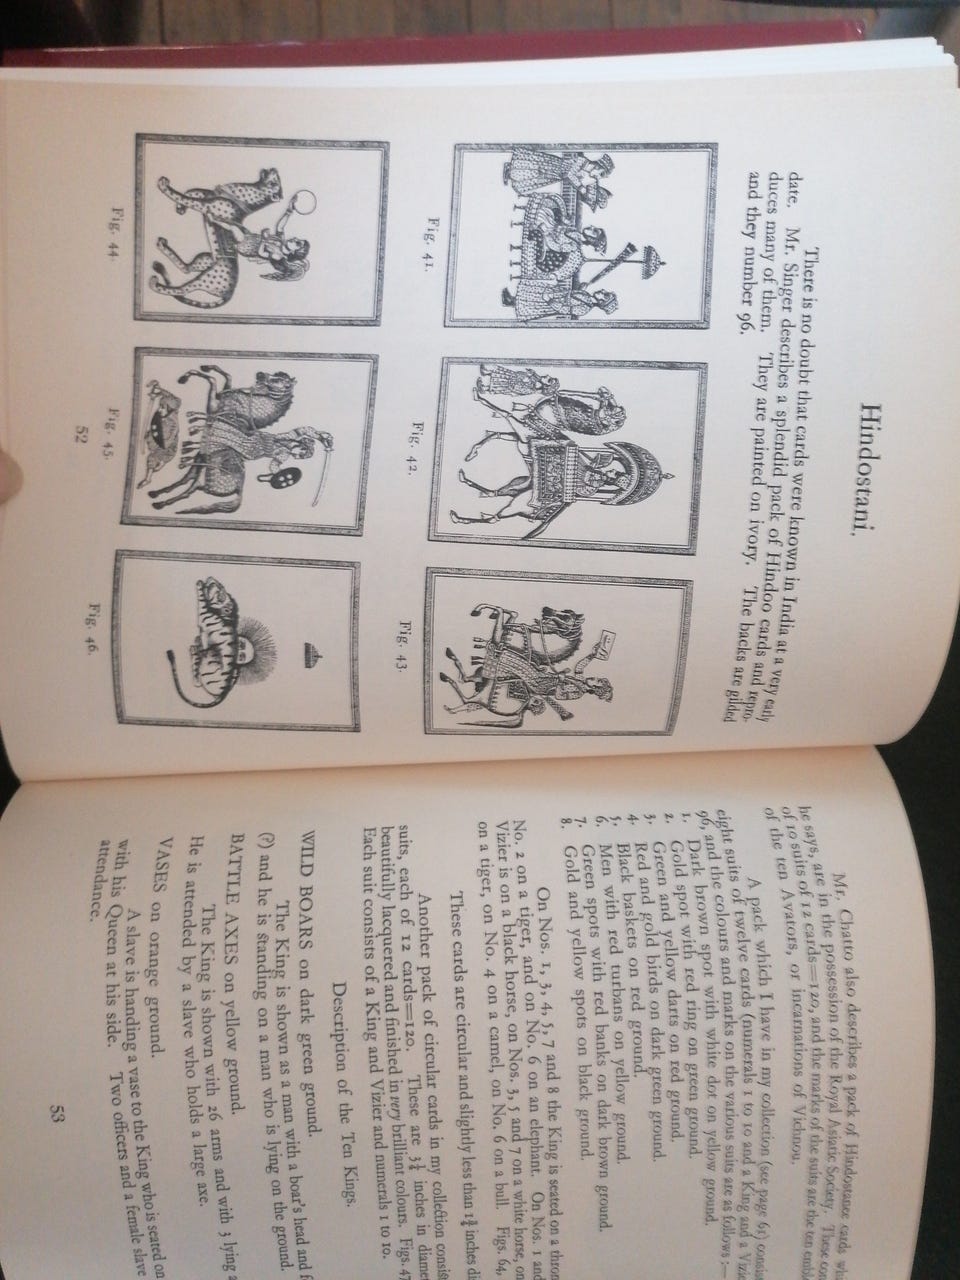 Hindostani.
There is no doubt that cards were known in India at a very early
date. Mr. Singer describes a splendid pack of Hindoo cards and repro-
duces many of them. They are painted on ivory. The backs are gilded
and they number 96.
Fig. 41.
Fig. 42.
Fig. 43.
Fig. 44.
Fig. 45.
Fig. 46.
52
Mr. Chatto also describes a pack of Hindostanee cards
he says, are in the possession of the Royal Asiatic Society. These
of 10 suits of 12 cards=120, and the marks of the suits are the ten
of the ten Avatars, or incarnations of Vichnou.
A pack which I have in my collection (see page 61)
eight suits of twelve cards (numerals 1 to 10 and a King and a
96, and the colours and marks on the various suits are as follows :—
1. Dark brown spot with white dot on yellow ground.
2. Gold spot with red ring on green ground.
3. Green and yellow darts on red ground.
4. Red and gold birds on dark green ground.
5. Black baskets on red ground.
6. Men with red turbans on yellow ground.
7. Green spots with red banks on dark brown ground.
8. Gold and yellow spots on black ground.
On Nos. 1, 3, 4, 5, 7 and 8 the King is seated on a
No. 2 on a tiger, and on No. 6 on an elephant. On Nos. 1 and
Vizier is on a black horse, on Nos. 3, 5 and 7 on a white horse, on
on a tiger, on No. 4 on a camel, on No. 6 on a bull. Figs. 64,
These cards are circular and slightly less than inches
Another pack of circular cards in my collection
suits, each of 12 cards=120. These are inches in
beautifully lacquered and finished in very brilliant colours. Figs.
Each suit consists of a King and Vizier and numerals 1 to 10.
Description of the Ten Kings.
WILD BOARS on dark green ground.
The King is shown as a man with a boar's head and
(?) and he is standing on a man who is lying on the ground.
BATTLE AXES on yellow ground.
The King is shown with 26 arms and with 3 lying
He is attended by a slave who holds a large axe.
VASES on orange ground.
A slave is handing a vase to the King who is seated on
with his Queen at his side. Two officers and a female slave
attendance.
53